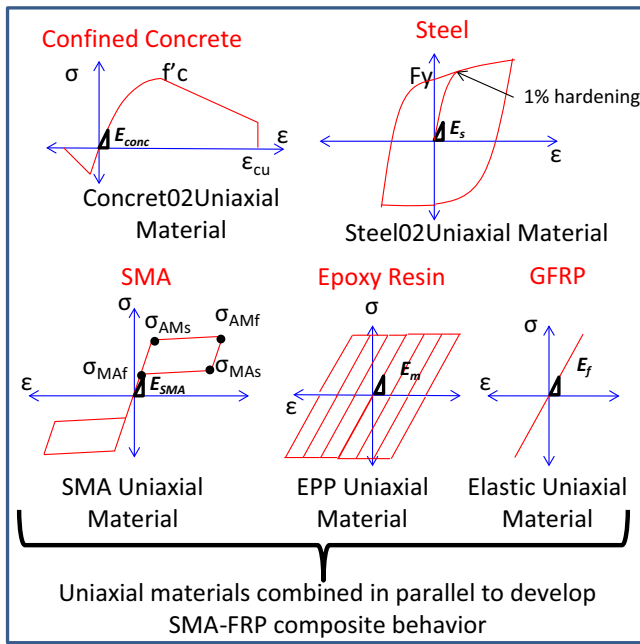 Confined Concrete
σ
f'c
E_conc
ε
ε_cu
Concret02Uniaxial
Material
Steel
Fy
1% hardening
E_s
ε
Steel02Uniaxial Material
SMA
σ
σ_AMs
σ_AMf
σ_MAf
σ_MAs
ε
E_SMA
SMA Uniaxial
Material
Epoxy Resin
σ
E_m
ε
EPP Uniaxial
Material
GFRP
σ
E_f
ε
Elastic Uniaxial
Material
Uniaxial materials combined in parallel to develop
SMA-FRP composite behavior